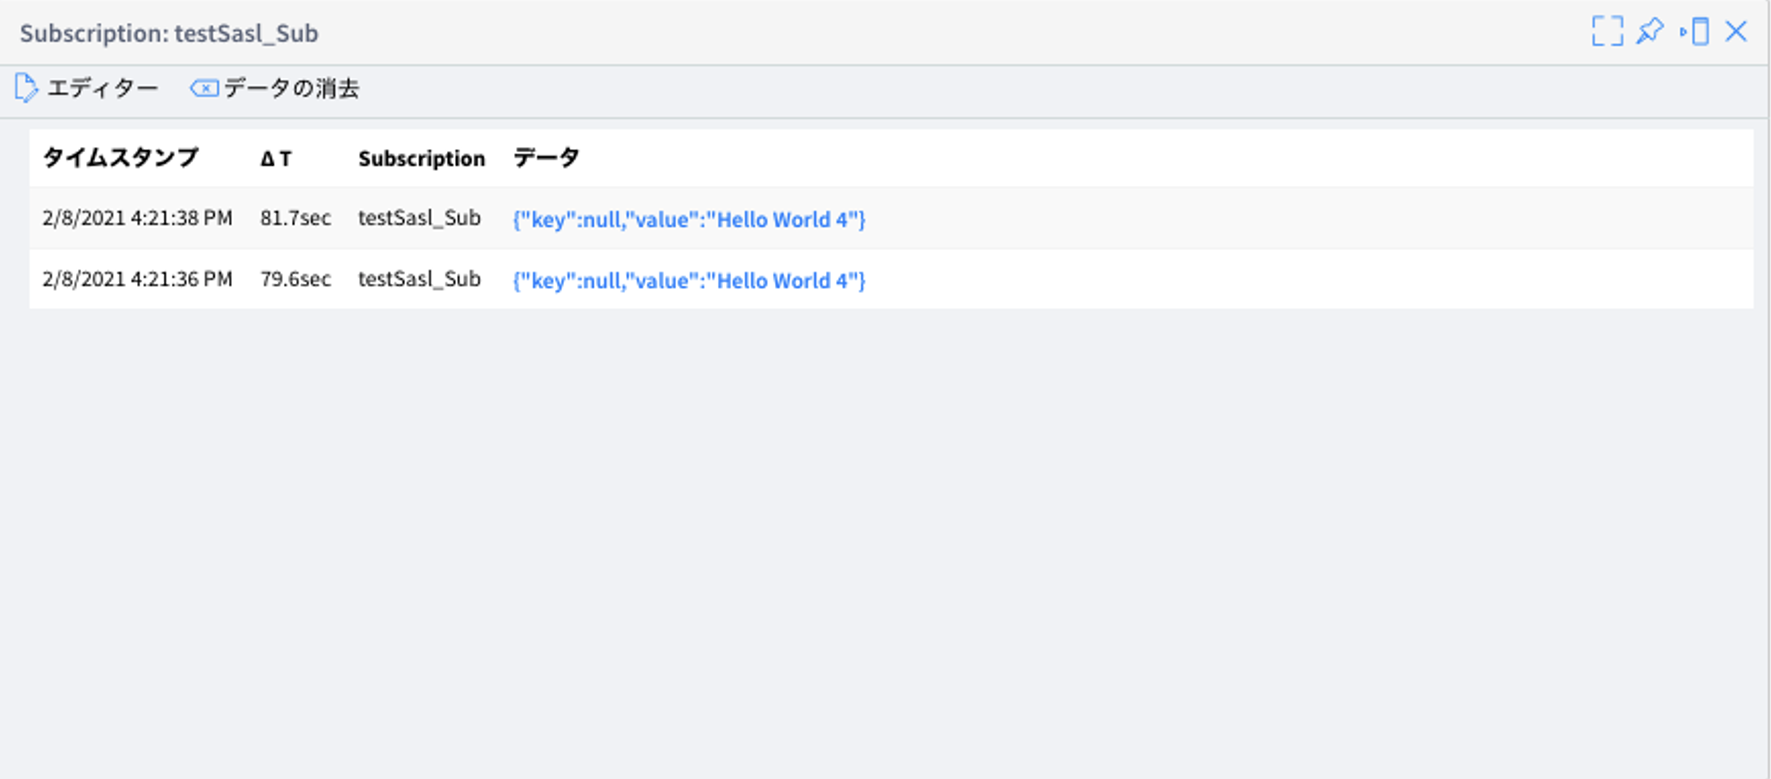 Subscription: testSasl_Sub
エディター データの消去
タイムスタンプ Δ T Subscription データ
2/8/2021 4:21:38 PM 81.7sec testSasl_Sub {"key":null,"value":"Hello World 4"}
2/8/2021 4:21:36 PM 79.6sec testSasl_Sub {"key":null,"value":"Hello World 4"}